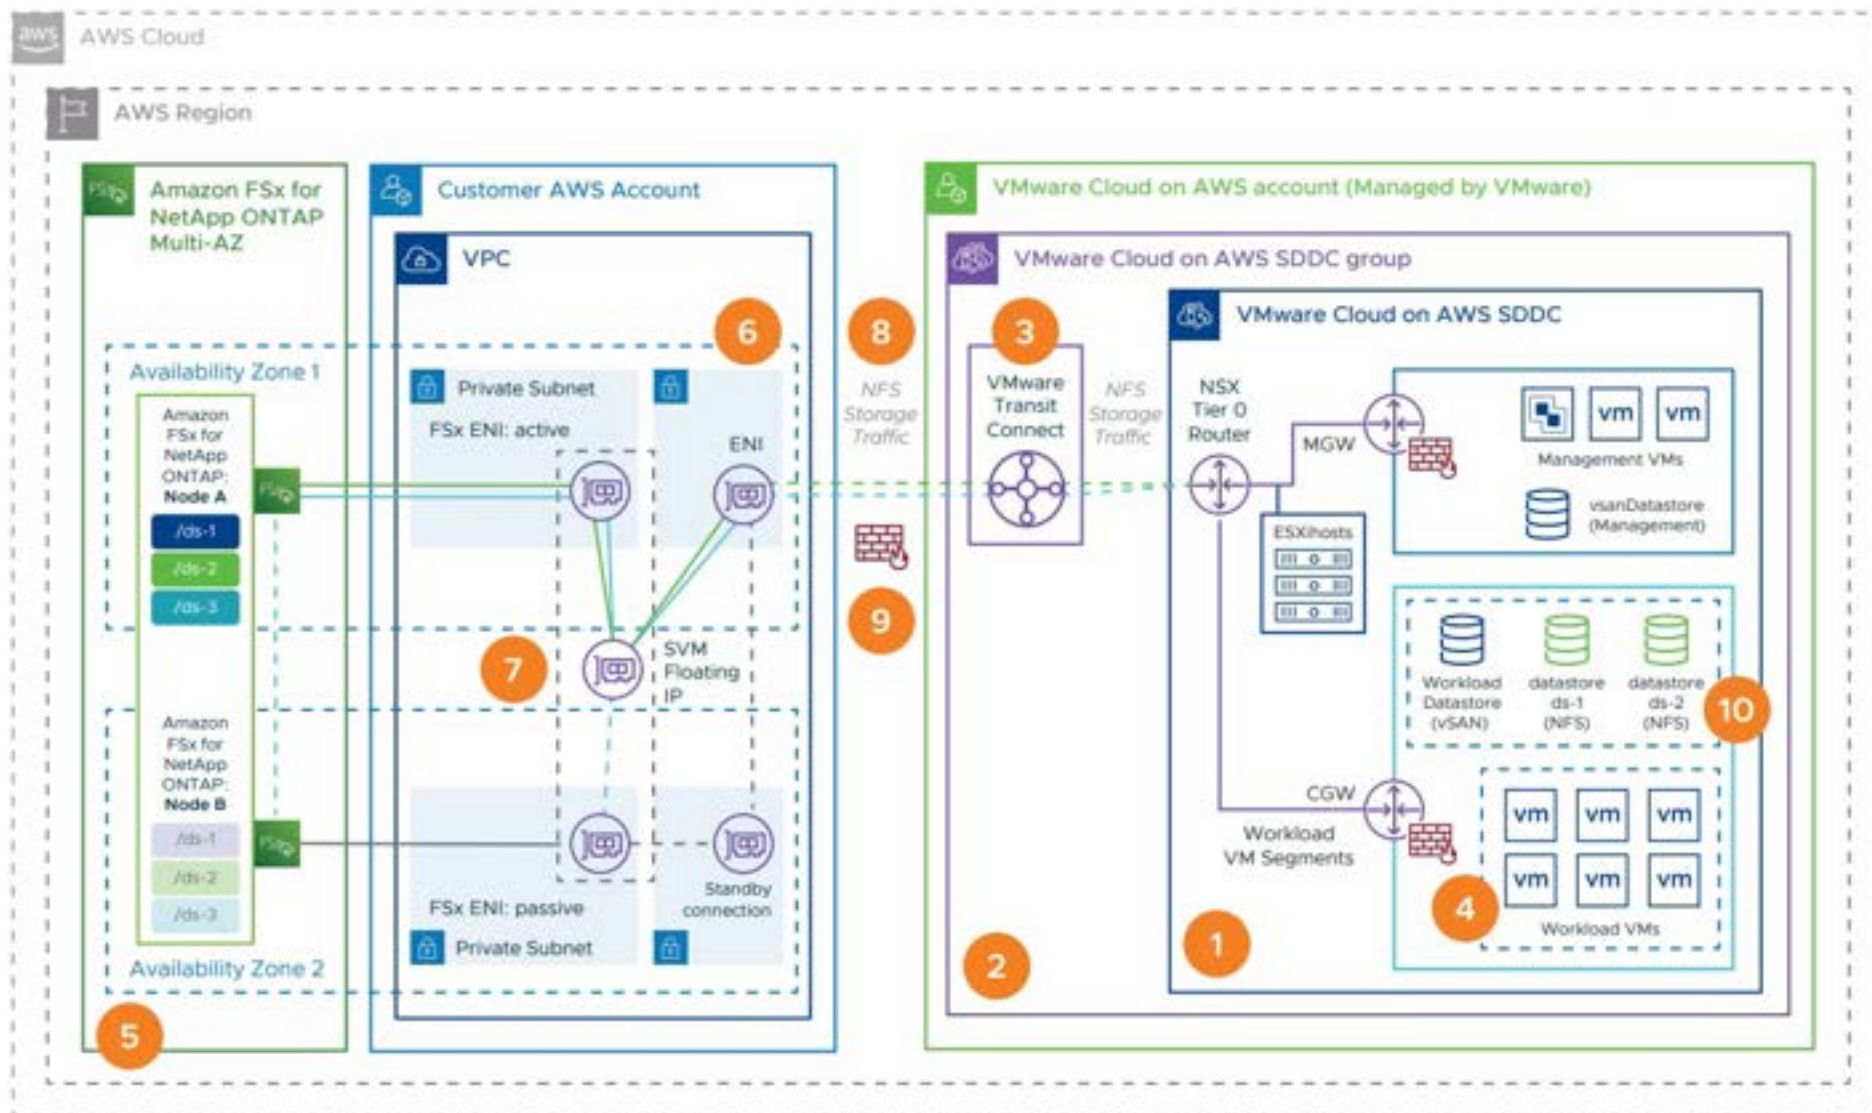 aws
AWS Cloud
AWS Region
FSx
Amazon FSx for
NetApp ONTAP
Multi-AZ
Availability Zone 1
Amazon
FSx for
NetApp
ONTAP:
Node A
FSx
/ds-1
/ds-2
/ds-3
Amazon
FSx for
NetApp
ONTAP:
Node B
FSx
/ds-1
/ds-2
/ds-3
Availability Zone 2
5
Customer AWS Account
VPC
6
Private Subnet
FSx ENI: active
ENI
7
SVM
Floating
IP
Standby
connection
FSx ENI: passive
Private Subnet
8
NFS
Storage
Traffic
9
VMware Cloud on AWS account (Managed by VMware)
VMware Cloud on AWS SDDC group
3
VMware
Transit
Connect
NFS
Storage
Traffic
2
VMware Cloud on AWS SDDC
NSX
Tier 0
Router
MGW
ESXihosts
vm
vm
Management VMs
vsanDatastore
(Management)
Workload
Datastore
(vSAN)
datastore
ds-1
(NFS)
datastore
ds-2
(NFS)
10
CGW
Workload
VM Segments
vm
vm
vm
vm
vm
vm
Workload VMs
4
1